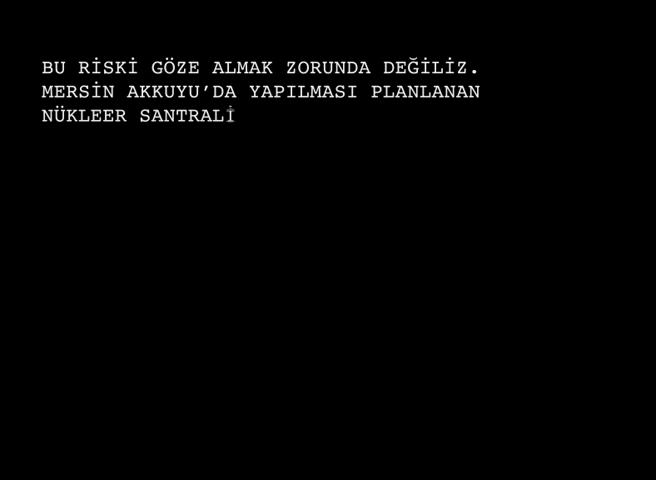 BU RİSKİ GÖZE ALMAK ZORUNDA DEĞİLİZ.
MERSİN AKKUYU’DA YAPILMASI PLANLANAN
NÜKLEER SANTRALİ